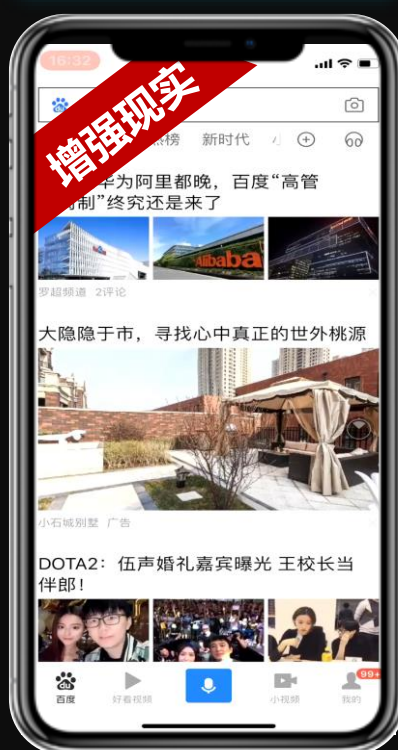 16:32
增强现实
热榜 新时代
华为阿里都晚，百度“高管
制”终究还是来了
Alibaba
罗超频道 2评论
大隐隐于市，寻找心中真正的世外桃源
小石城别墅 广告
DOTA2：伍声婚礼嘉宾曝光 王校长当
伴郎！
百度 好看视频 小视频 99+ 我的